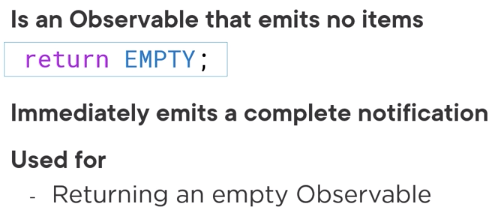 Is an Observable that emits no items
return EMPTY;
Immediately emits a complete notification
Used for
- Returning an empty Observable